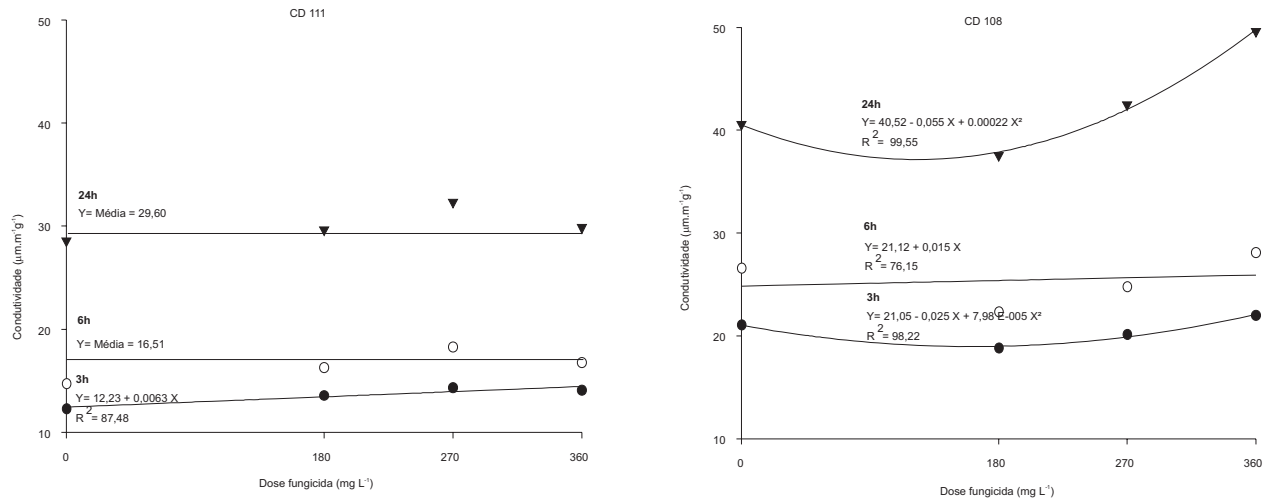 CD 111
50
40
30
20
10
0
180
270
360
Condutividade (µm.m⁻¹g⁻¹)
Dose fungicida (mg L⁻¹)
24h
Y= Média = 29,60
6h
Y= Média = 16,51
3h
Y= 12,23 + 0,0063 X
R² = 87,48
CD 108
50
40
30
20
10
0
180
270
360
Condutividade (µm.m⁻¹g⁻¹)
Dose fungicida (mg L⁻¹)
24h
Y= 40,52 - 0,055 X + 0.00022 X²
R² = 99,55
6h
Y= 21,12 + 0,015 X
R² = 76,15
3h
Y= 21,05 - 0,025 X + 7,98 E-005 X²
R² = 98,22